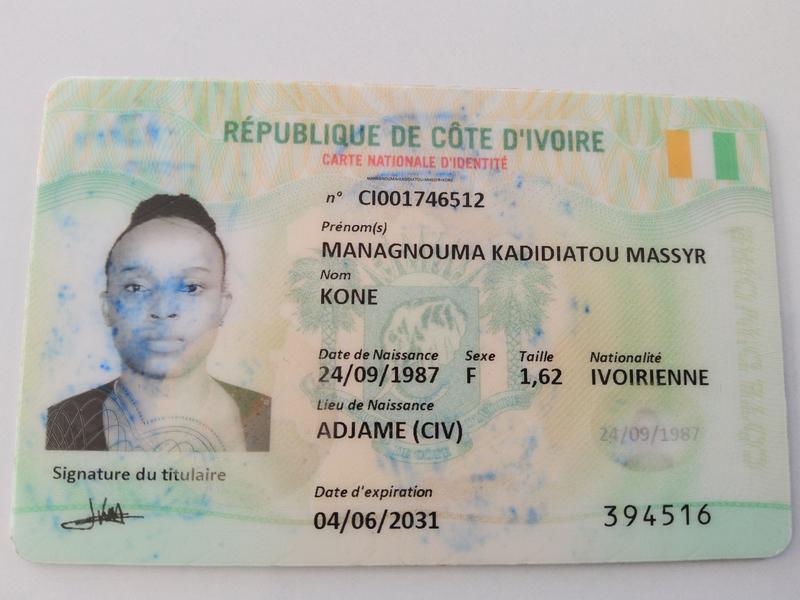 RÉPUBLIQUE DE CÔTE D'IVOIRE
CARTE NATIONALE D'IDENTITÉ
n° CI001746512
Prénom(s)
MANAGNOUMA KADIDIATOU MASSYR
Nom
KONE
Date de Naissance Sexe Taille Nationalité
24/09/1987 F 1,62 IVOIRIENNE
Lieu de Naissance
ADJAME (CIV)
24/09/1987
Signature du titulaire
Date d'expiration
04/06/2031
394516